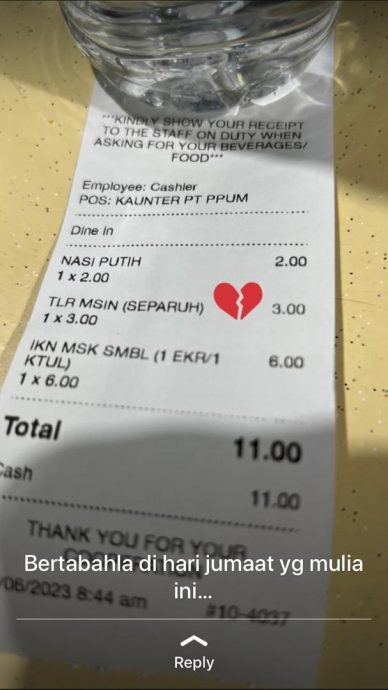 ***KINDLY SHOW YOUR RECEIPT
TO THE STAFF ON DUTY WHEN
ASKING FOR YOUR BEVERAGES/
FOOD***
Employee: Cashier
POS: KAUNTER PT PPUM
Dine In
NASI PUTIH 2.00
1 x 2.00
TLR MSIN (SEPARUH) 3.00
1 x 3.00
IKN MSK SMBL (1 EKR/1 6.00
KTUL)
1 x 6.00
Total 11.00
Cash 11.00
THANK YOU FOR YOUR
/06/2023 8:44 am #10-4037
Bertabahla di hari jumaat yg mulia
ini...
Reply